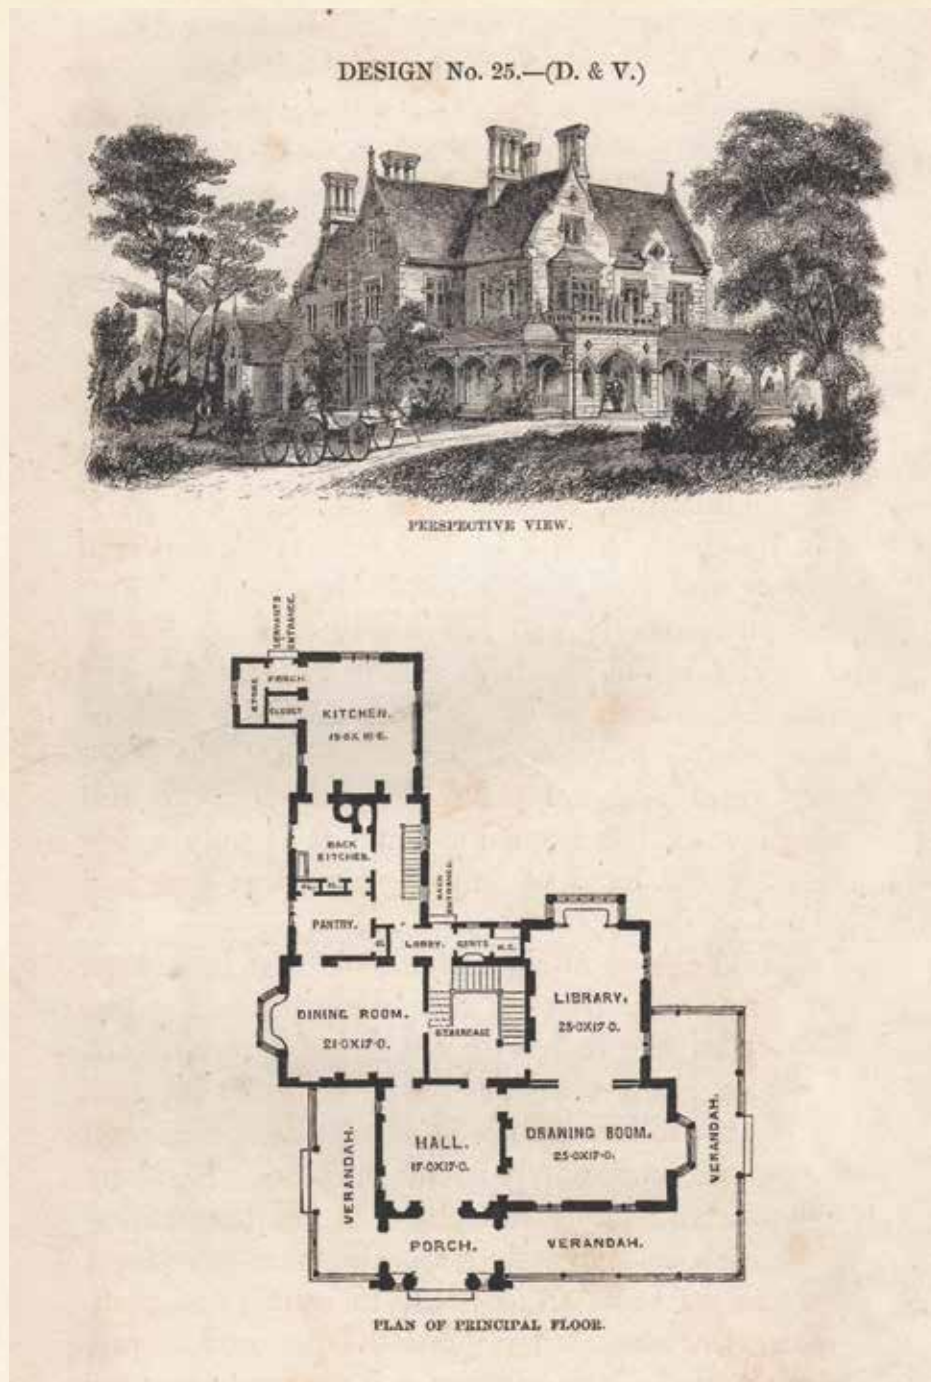 DESIGN No. 25.—(D. & V.)
PERSPECTIVE VIEW.
SERVANTS
ENTRANCE.
PORCH.
STORE
CLOSET
KITCHEN.
BACK
KITCHEN.
CL.
BACK
ENTRANCE.
PANTRY.
CL.
LOBBY.
GENTS
W.C.
LIBRARY.
25·0X17·0.
DINING ROOM.
21·0X17·0.
STAIRCASE
HALL.
17·0X17·0.
DRAWING ROOM.
25·0X17·0.
VERANDAH.
VERANDAH.
PORCH.
VERANDAH.
PLAN OF PRINCIPAL FLOOR.